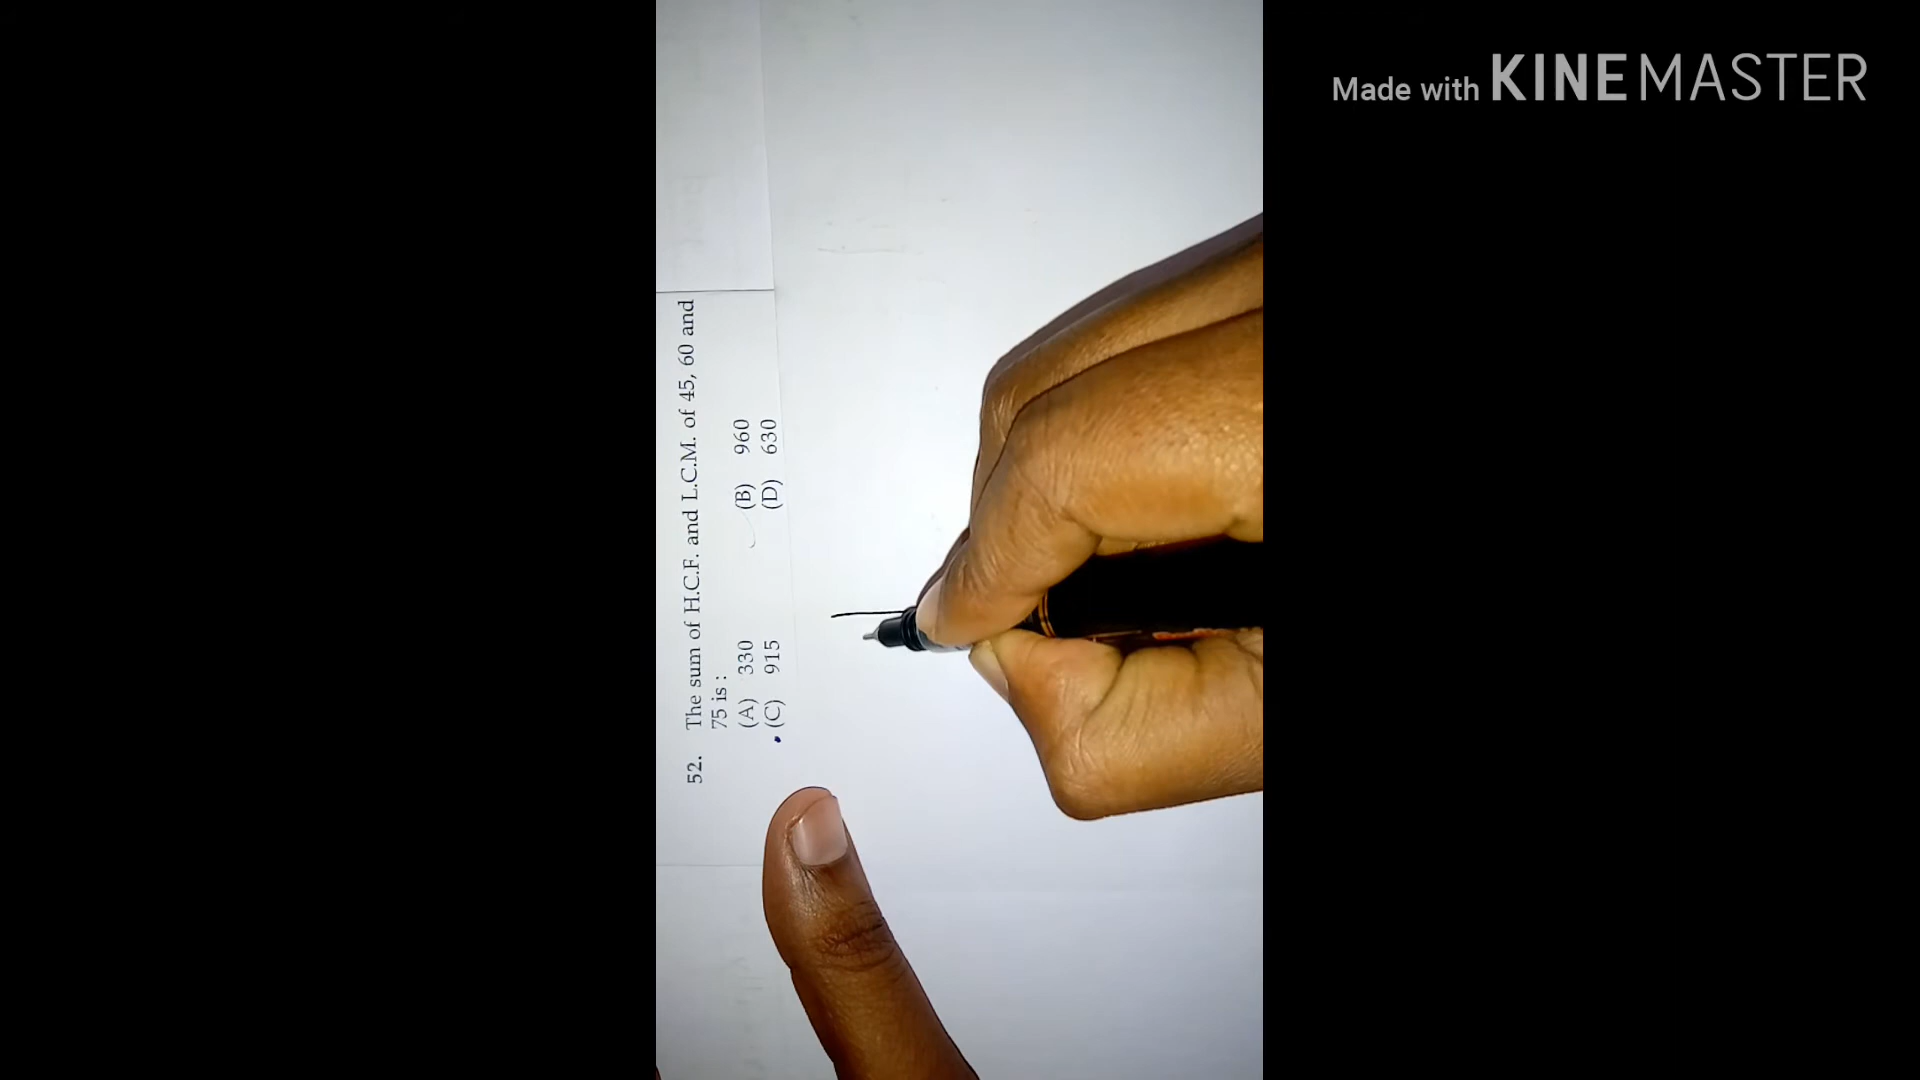 Made with KINEMASTER
52. The sum of H.C.F. and L.C.M. of 45, 60 and
75 is :
(A) 330 (B) 960
(C) 915 (D) 630